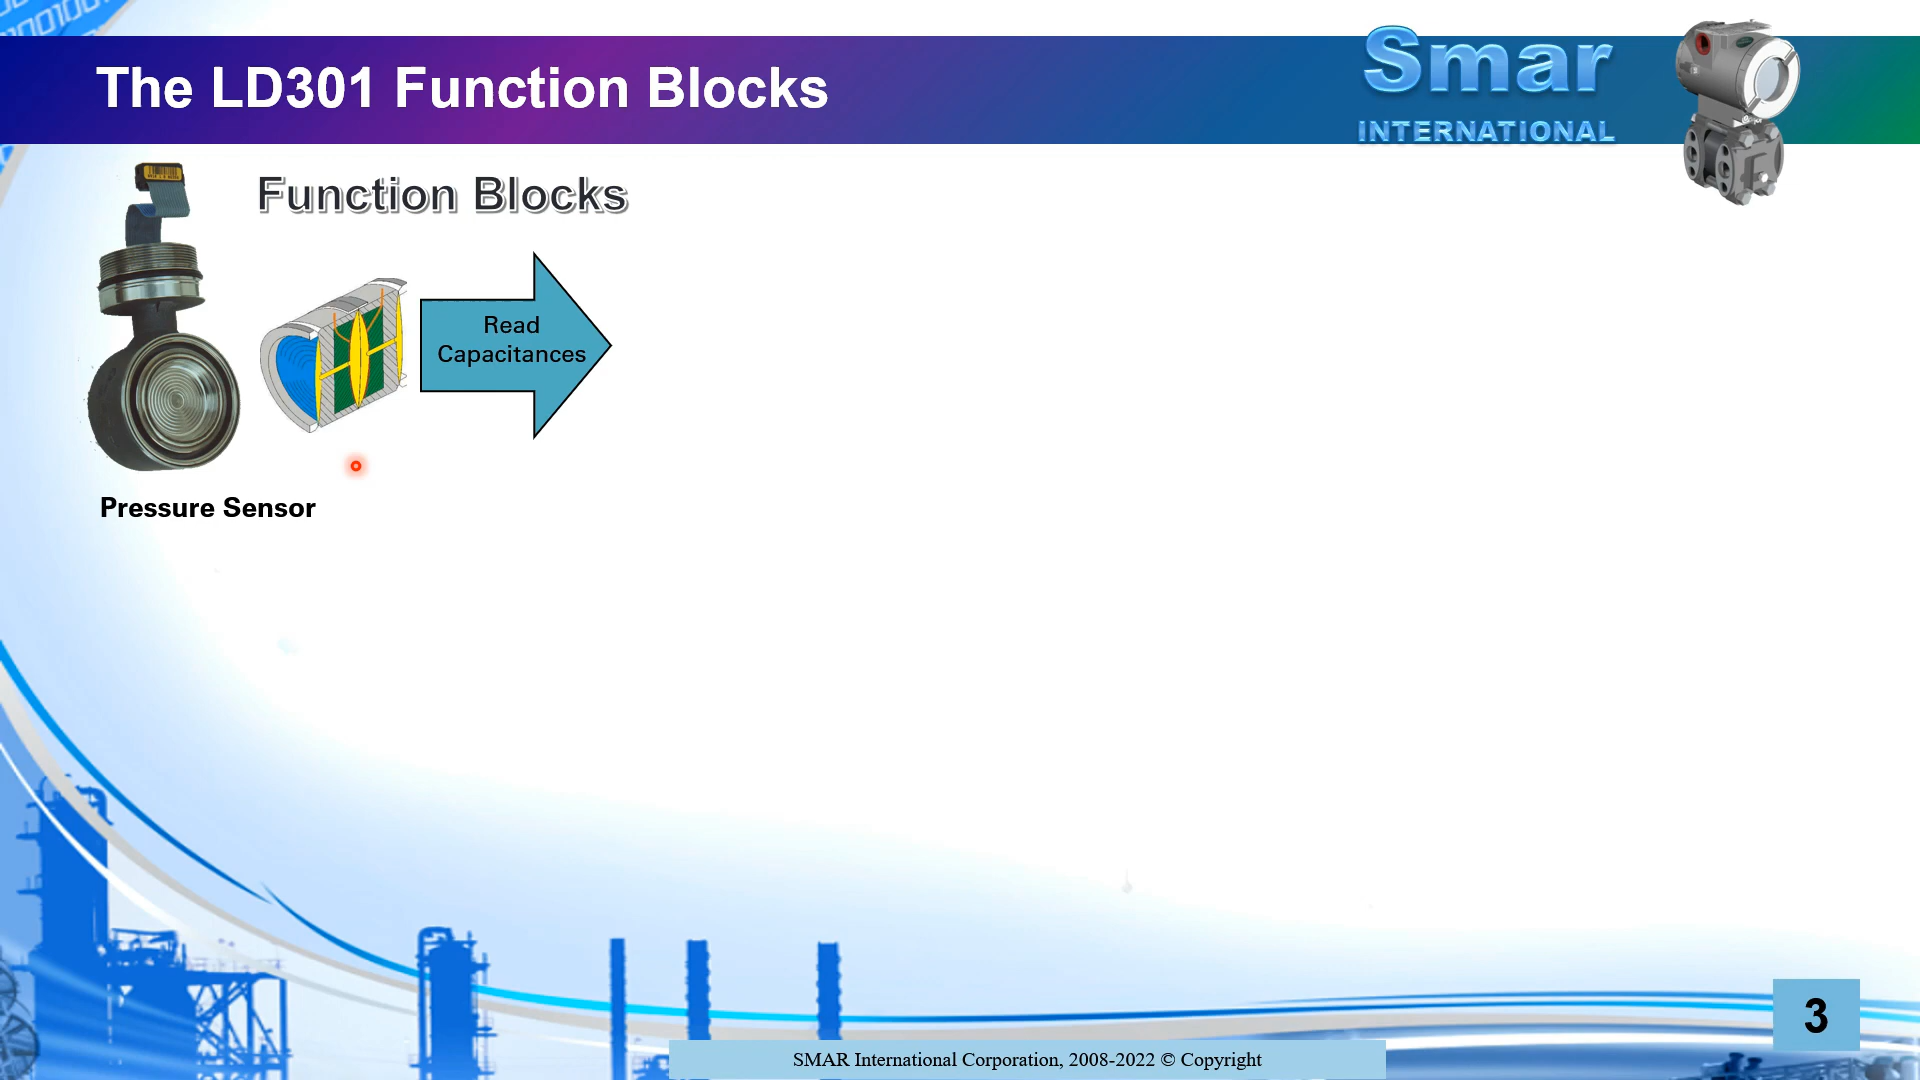 The LD301 Function Blocks
Smar
INTERNATIONAL
Function Blocks
Read
Capacitances
Pressure Sensor
3
SMAR International Corporation, 2008-2022 © Copyright